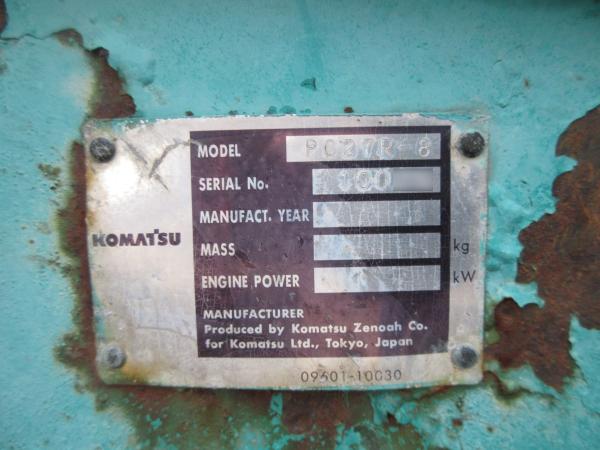 MODEL PC27R-8
SERIAL No.
MANUFACT. YEAR
KOMATSU
MASS kg
ENGINE POWER kW
MANUFACTURER
Produced by Komatsu Zenoah Co.
for Komatsu Ltd., Tokyo, Japan
09601-10030